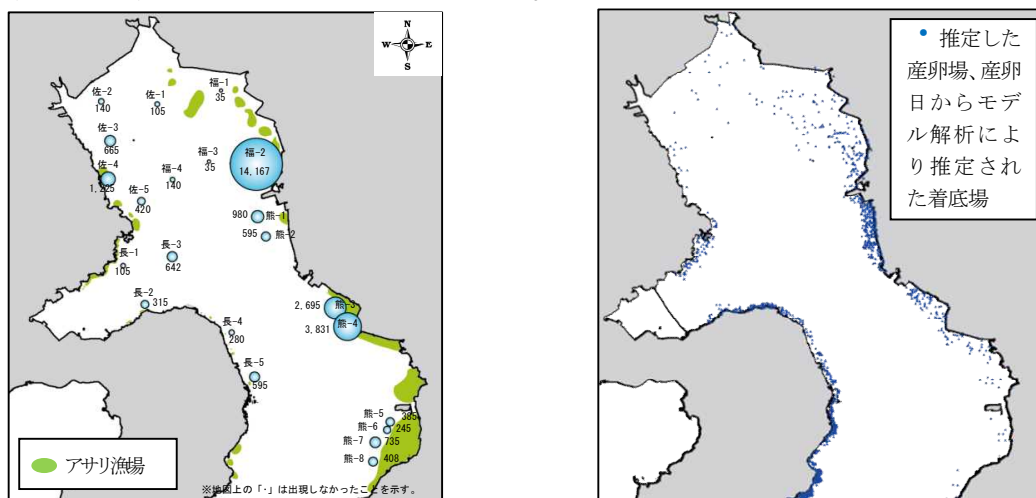 N
W E
S
福-1
35
佐-2
140
佐-1
105
佐-3
665
福-3
35
福-2
14,167
佐-4
1,225
福-4
140
佐-5
420
980 熊-1
595 熊-2
長-1
105
長-3
642
長-2
315
2,695 熊-3
3,831 熊-4
長-4
280
長-5
595
熊-5 385
熊-6 245
熊-7 735
熊-8 408
アサリ漁場
※地図上の「・」は出現しなかったことを示す。
• 推定した
産卵場、産卵
日からモデ
ル解析によ
り推定され
た着底場